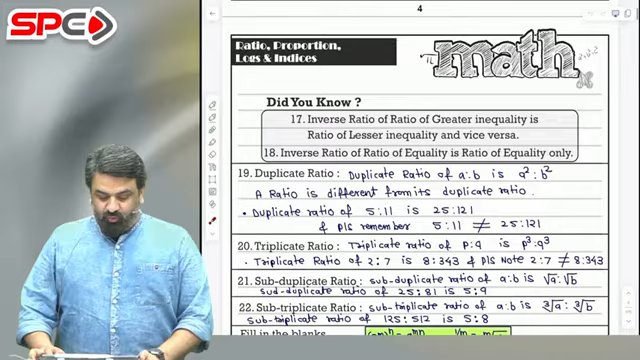 SPC
4
Ratio, Proportion,
Logs & Indices
math
Did You Know ?
17. Inverse Ratio of Ratio of Greater inequality is
Ratio of Lesser inequality and vice versa.
18. Inverse Ratio of Ratio of Equality is Ratio of Equality only.
19. Duplicate Ratio : Duplicate Ratio of a:b is a²:b²
A Ratio is different from its duplicate ratio.
• Duplicate ratio of 5:11 is 25:121
& pls remember 5:11 ≠ 25:121
20. Triplicate Ratio : Triplicate ratio of p:q is p³:q³
• Triplicate Ratio of 2:7 is 8:343 & pls Note 2:7 ≠ 8:343
21. Sub-duplicate Ratio : sub-duplicate ratio of a:b is √a:√b
sub-duplicate ratio of 25:81 is 5:9
22. Sub-triplicate Ratio : sub-triplicate ratio of a:b is ∛a:∛b
sub-triplicate ratio of 125:512 is 5:8
Fill in the blanks